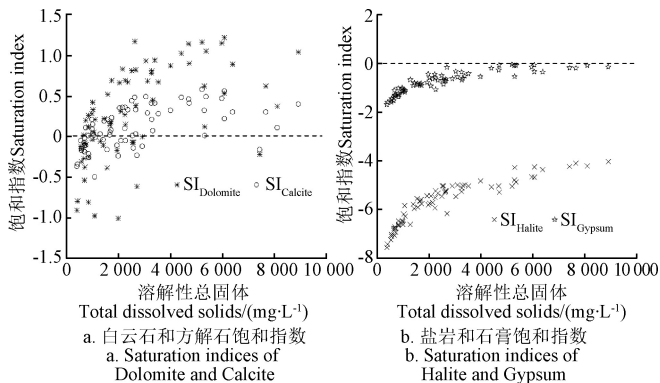 饱和指数Saturation index
1.5
1.0
0.5
0
-0.5
-1.0
-1.5
SI_Dolomite SI_Calcite
0 2 000 4 000 6 000 8 000 10 000
溶解性总固体
Total dissolved solids/(mg·L⁻¹)
a. 白云石和方解石饱和指数
a. Saturation indices of
Dolomite and Calcite
饱和指数Saturation index
2
0
-2
-4
-6
-8
SI_Halite SI_Gypsum
0 2 000 4 000 6 000 8 000 10 000
溶解性总固体
Total dissolved solids/(mg·L⁻¹)
b. 盐岩和石膏饱和指数
b. Saturation indices of
Halite and Gypsum